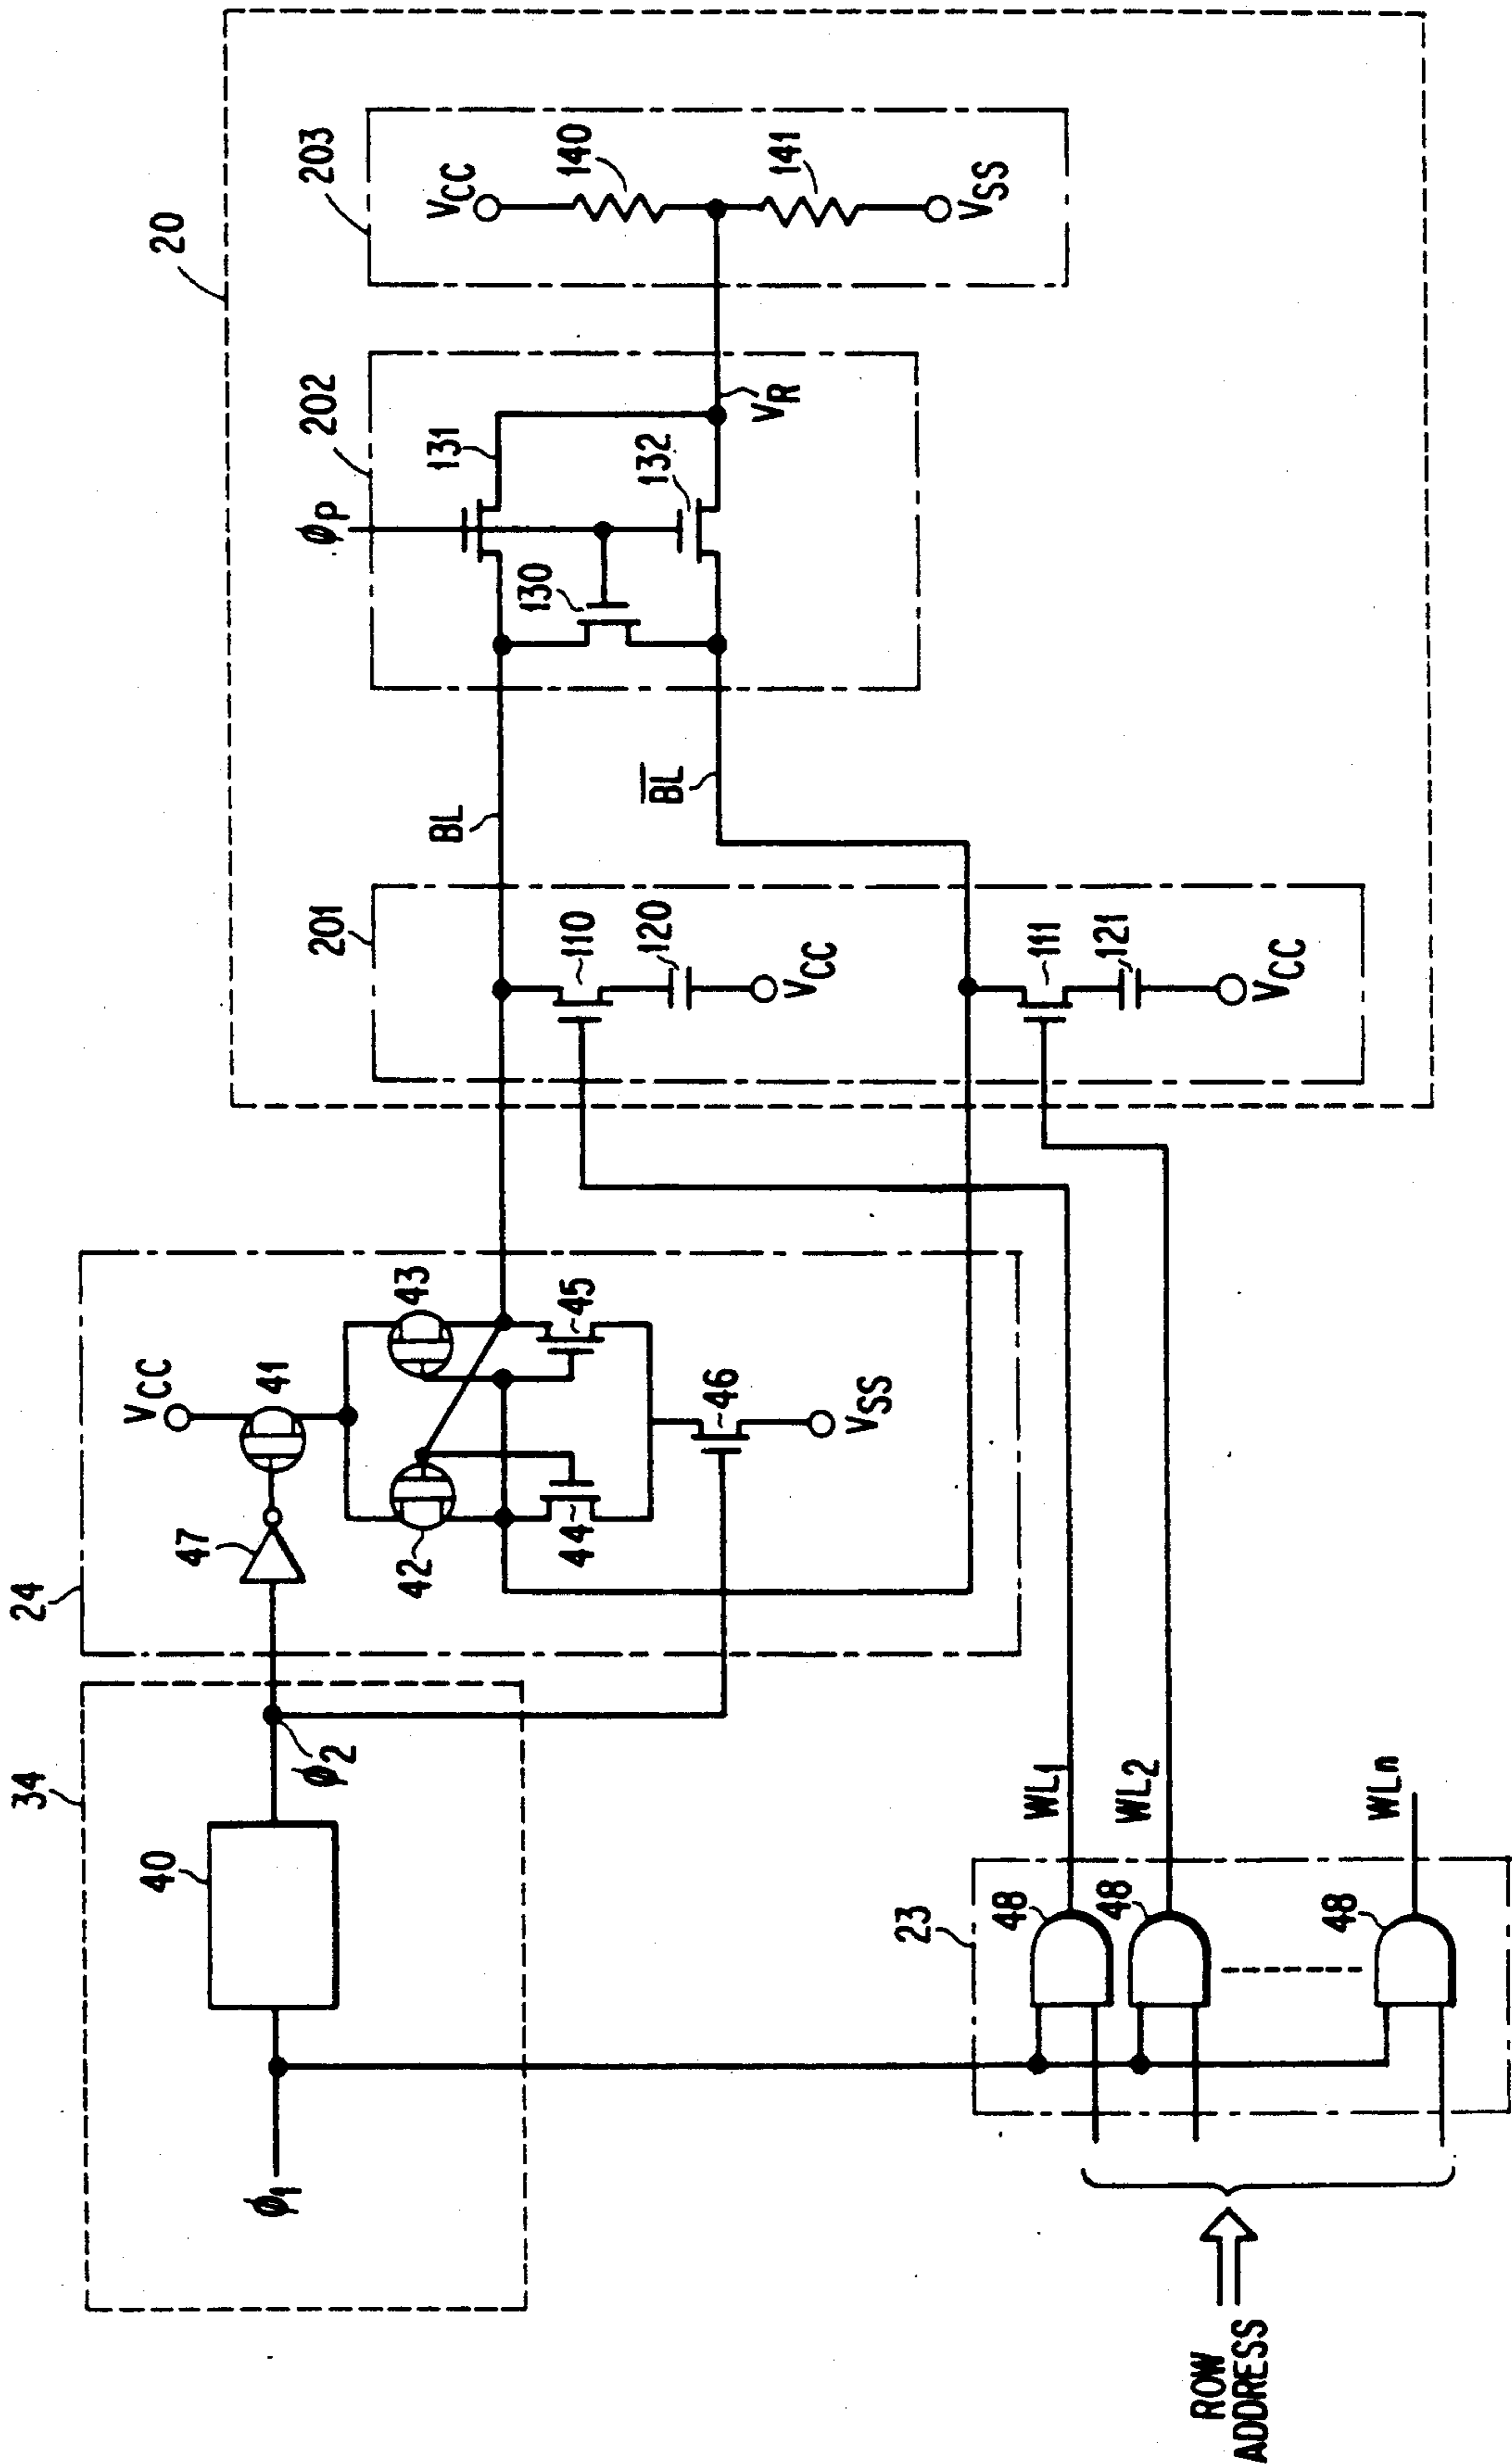 20
203
VCC
140
141
VSS
202
φP
131
132
130
VR
BL
B̅L̅
201
110
120
VCC
111
121
VCC
24
VCC
41
47
43
42
45
44
46
VSS
34
40
φ1
φ2
23
48
48
48
WL1
WL2
WLn
ROW
ADDRESS